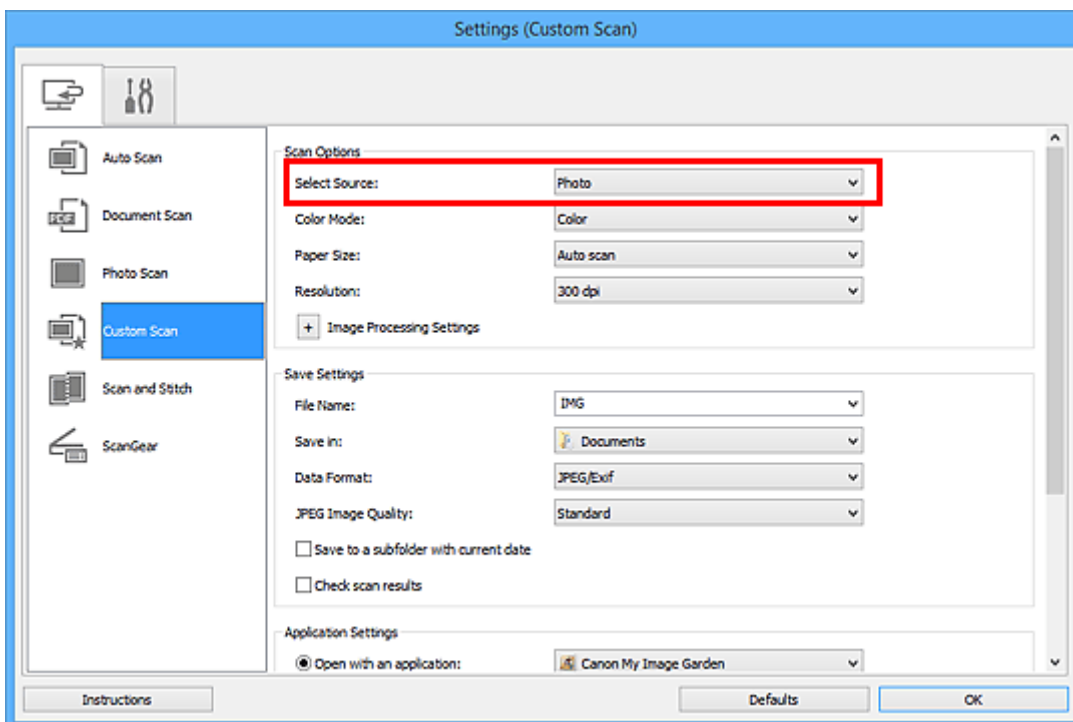 Settings (Custom Scan)
Auto Scan
Document Scan
Photo Scan
Custom Scan
Scan and Stitch
ScanGear
Scan Options
Select Source: Photo
Color Mode: Color
Paper Size: Auto scan
Resolution: 300 dpi
+ Image Processing Settings
Save Settings
File Name: IMG
Save in: Documents
Data Format: JPEG/Exif
JPEG Image Quality: Standard
Save to a subfolder with current date
Check scan results
Application Settings
Open with an application: Canon My Image Garden
Instructions Defaults OK